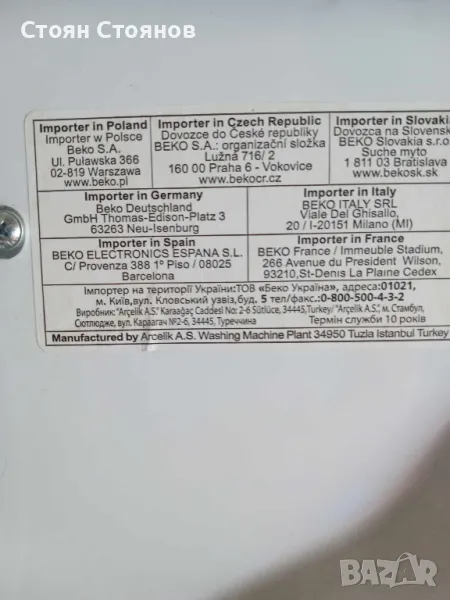 Стоян Стоянов
Importer in Poland
Importer w Polsce
Beko S.A.
Ul. Puławska 366
02-819 Warszawa
www.beko.pl
Importer in Czech Republic
Dovozce do České republiky
BEKO S.A.: organizační složka
Lužná 716/ 2
160 00 Praha 6 - Vokovice
www.bekocr.cz
Importer in Slovakia
Dovozca na Slovensk
BEKO Slovakia s.r.o
Suche myto
1 811 03 Bratislava
www.bekosk.sk
Importer in Germany
Beko Deutschland
GmbH Thomas-Edison-Platz 3
63263 Neu-Isenburg
Importer in Italy
BEKO ITALY SRL
Viale Del Ghisallo,
20 / I-20151 Milano (MI)
Importer in Spain
BEKO ELECTRONICS ESPANA S.L.
C/ Provenza 388 1º Piso / 08025
Barcelona
Importer in France
BEKO France / Immeuble Stadium,
266 Avenue du President Wilson,
93210,St-Denis La Plaine Cedex
Імпортер на території України:ТОВ «Беко Україна», адреса:01021,
м. Київ,вул. Кловський узвіз,буд. 5 тел/факс.:0-800-500-4-3-2
Виробник:"Arçelik A.S." Karaağaç Caddesi No: 2-6 Sütlüce, 34445,Turkey/ "Arçelik A.S.", м. Стамбул,
Сютлюдже, вул. Караагач №2-6, 34445, Туреччина Термін служби 10 років
Manufactured by Arcelik A.S. Washing Machine Plant 34950 Tuzla Istanbul Turkey
BAZAR